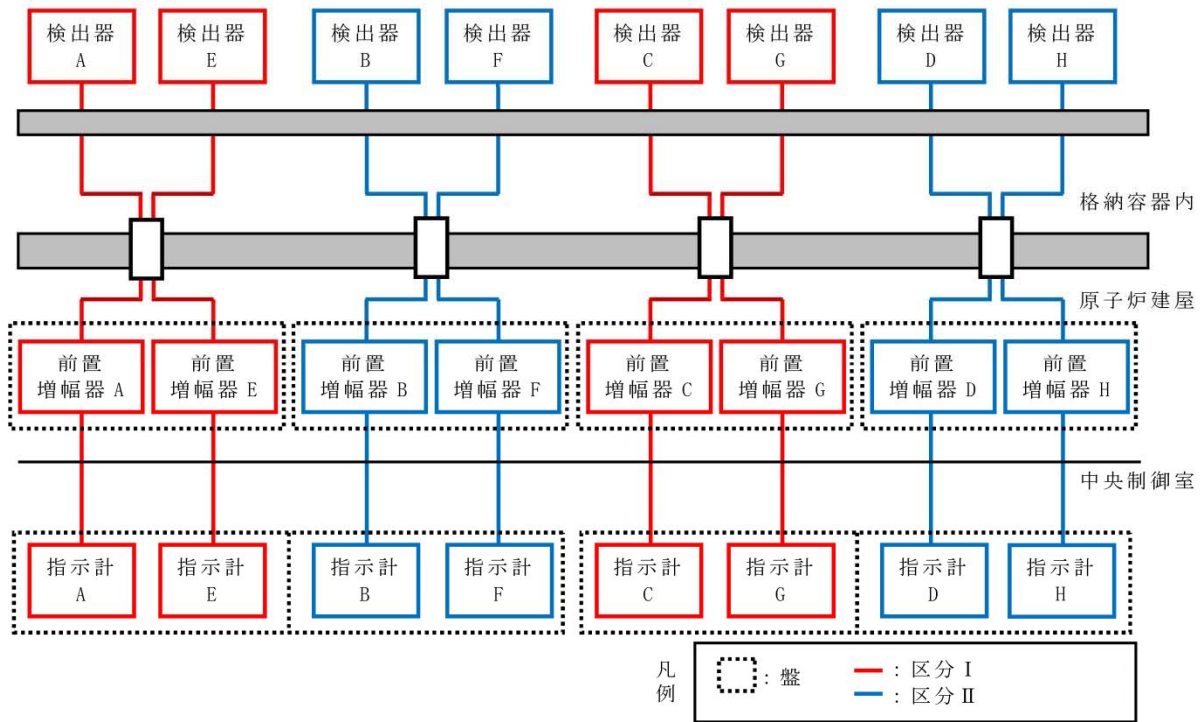 検出器
A
検出器
E
検出器
B
検出器
F
検出器
C
検出器
G
検出器
D
検出器
H
格納容器内
原子炉建屋
前置
増幅器 A
前置
増幅器 E
前置
増幅器 B
前置
増幅器 F
前置
増幅器 C
前置
増幅器 G
前置
増幅器 D
前置
増幅器 H
中央制御室
指示計
A
指示計
E
指示計
B
指示計
F
指示計
C
指示計
G
指示計
D
指示計
H
凡例
: 盤
: 区分 I
: 区分 II